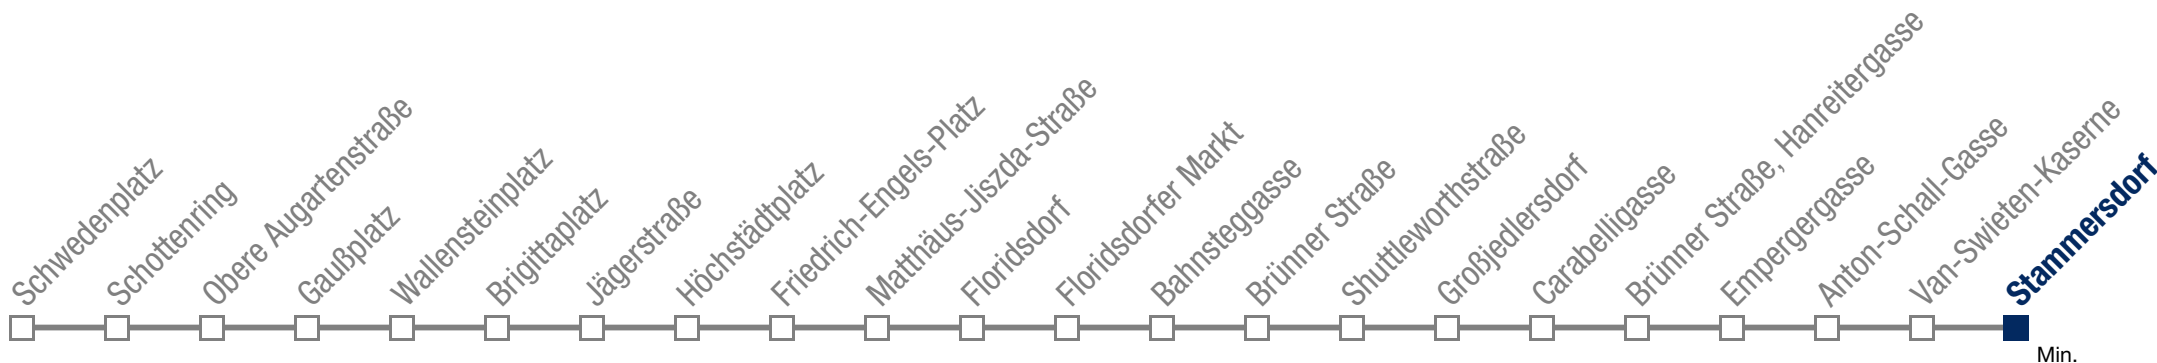 Schwedenplatz
Schottenring
Obere Augartenstraße
Gaußplatz
Wallensteinplatz
Brigittaplatz
Jägerstraße
Höchstädtplatz
Friedrich-Engels-Platz
Matthäus-Jiszda-Straße
Floridsdorf
Floridsdorfer Markt
Bahnsteggasse
Brünner Straße
Shuttleworthstraße
Großjedlersdorf
Carabelligasse
Brünner Straße, Hanreitergasse
Empergergasse
Anton-Schall-Gasse
Van-Swieten-Kaserne
Stammersdorf
Min.